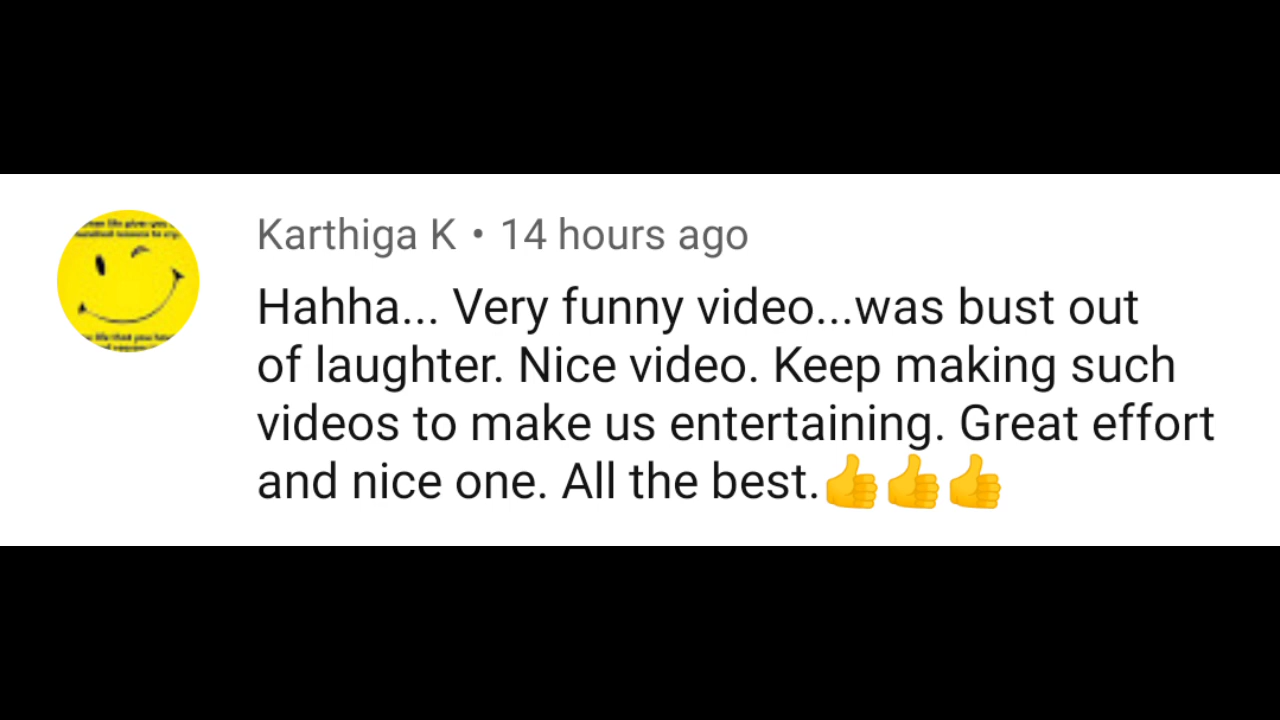 Karthiga K • 14 hours ago
Hahha... Very funny video...was bust out
of laughter. Nice video. Keep making such
videos to make us entertaining. Great effort
and nice one. All the best.👍👍👍